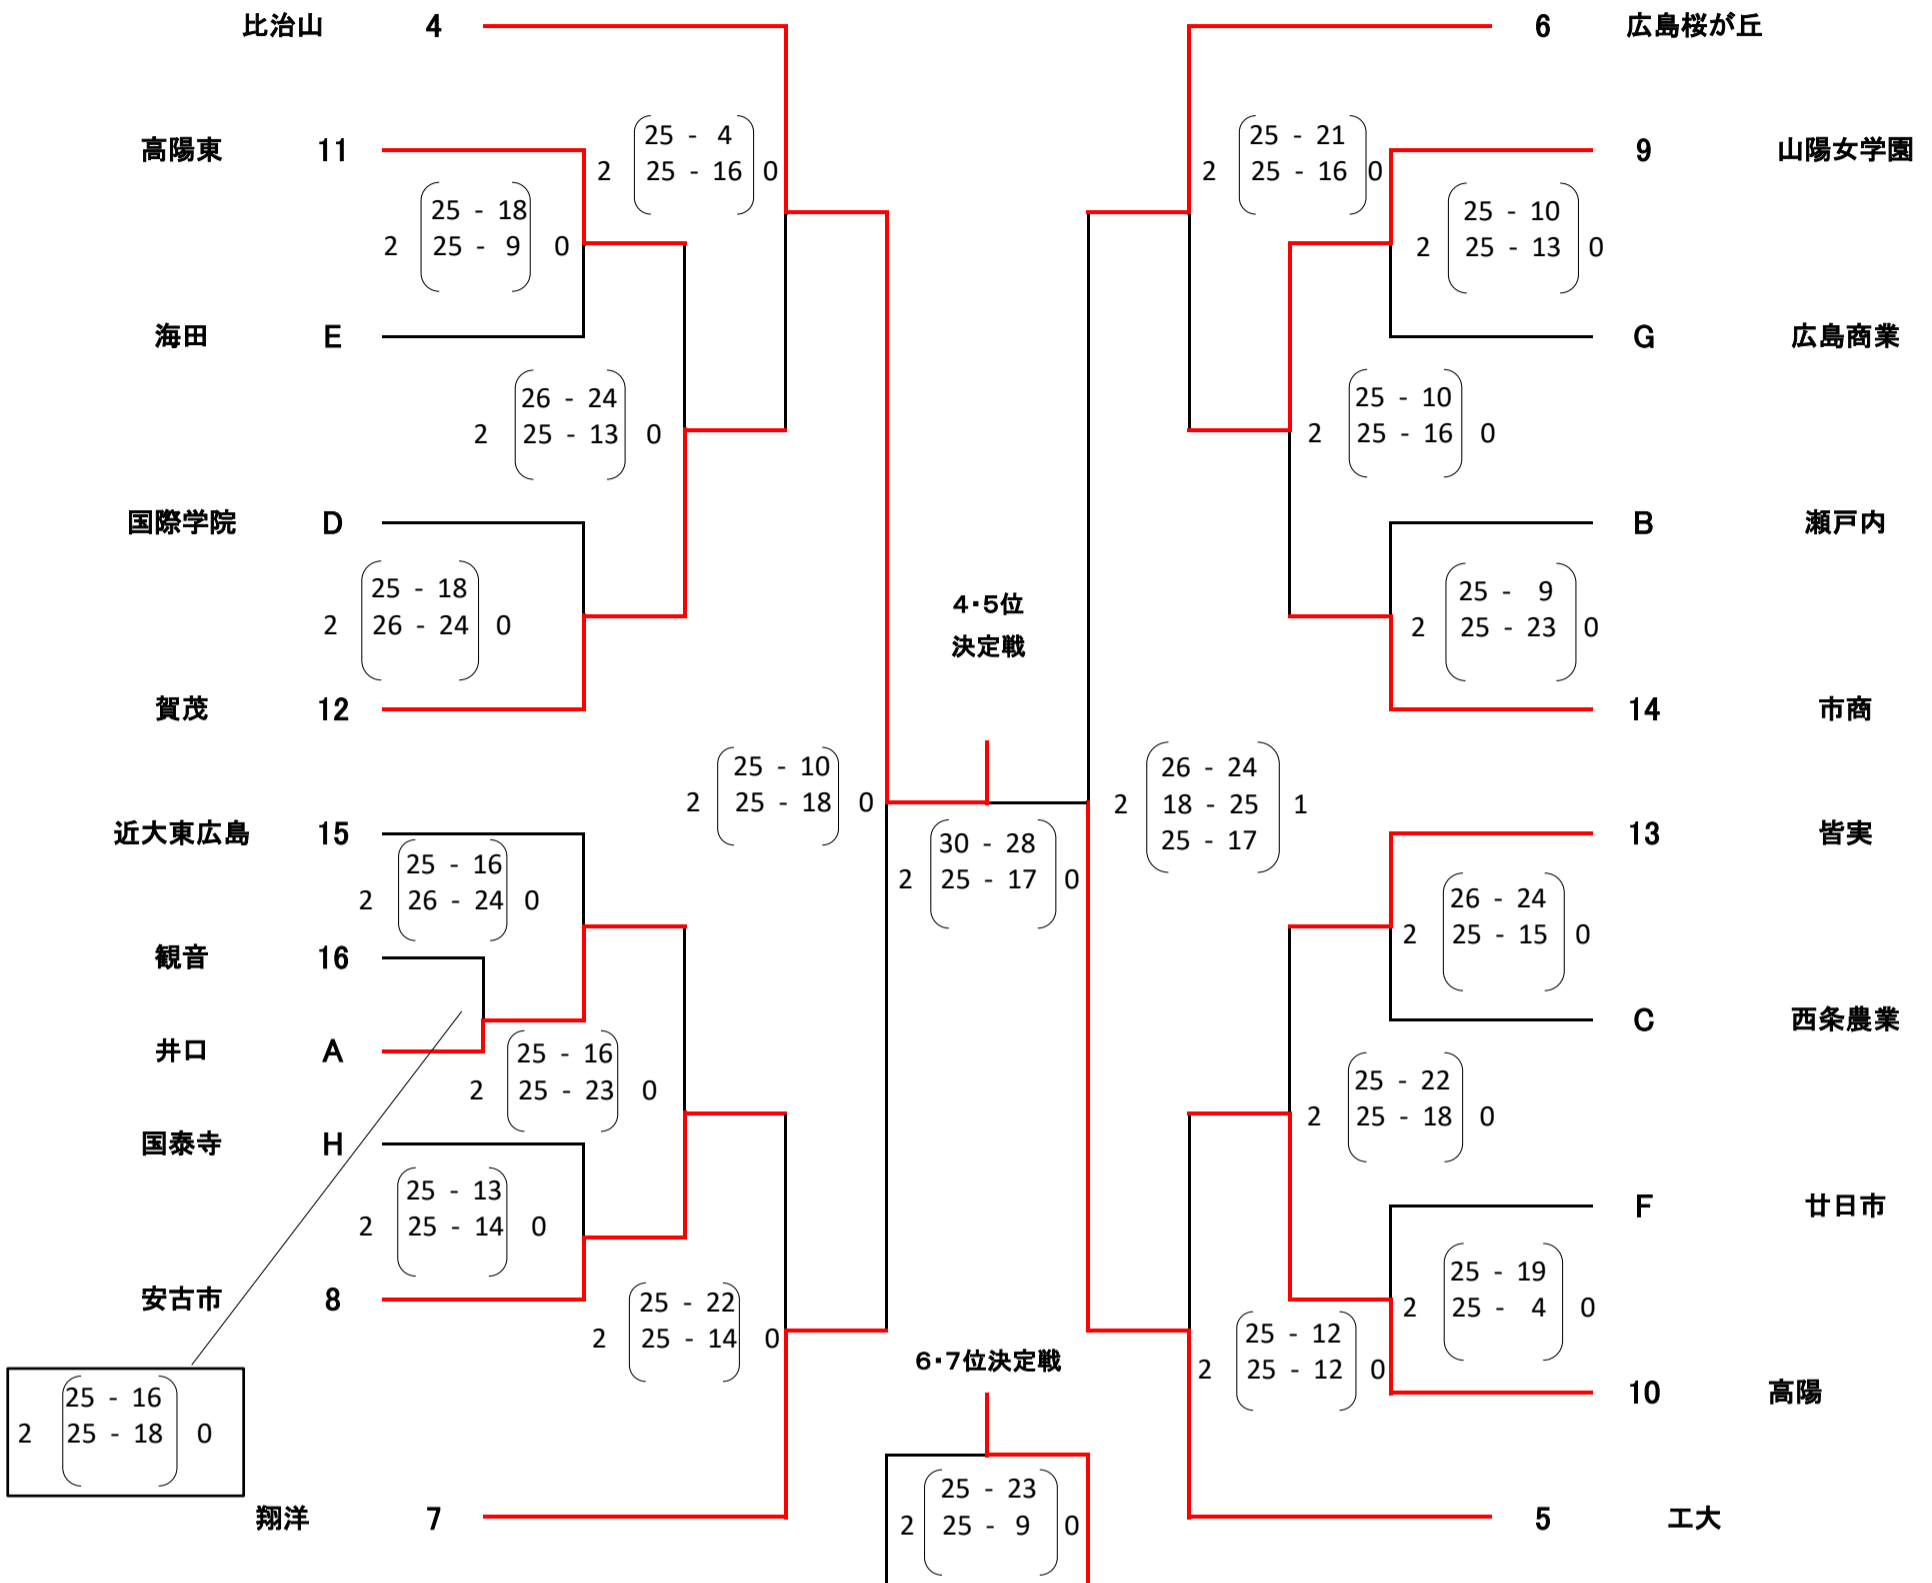 比治山 4
高陽東 11
25 - 4
2 25 - 16 0
25 - 18
2 25 - 9 0
海田 E
26 - 24
2 25 - 13 0
国際学院 D
25 - 18
2 26 - 24 0
賀茂 12
25 - 10
2 25 - 18 0
近大東広島 15
25 - 16
2 26 - 24 0
観音 16
井口 A
25 - 16
2 25 - 23 0
国泰寺 H
25 - 13
2 25 - 14 0
安古市 8
25 - 22
2 25 - 14 0
25 - 16
2 25 - 18 0
翔洋 7
4・5位
決定戦
30 - 28
2 25 - 17 0
6・7位決定戦
25 - 23
2 25 - 9 0
6 広島桜が丘
25 - 21
2 25 - 16 0
9 山陽女学園
25 - 10
2 25 - 13 0
G 広島商業
25 - 10
2 25 - 16 0
B 瀬戸内
25 - 9
2 25 - 23 0
14 市商
26 - 24
2 18 - 25 1
25 - 17
13 皆実
26 - 24
2 25 - 15 0
C 西条農業
25 - 22
2 25 - 18 0
F 廿日市
25 - 19
2 25 - 4 0
25 - 12
2 25 - 12 0
10 高陽
5 工大